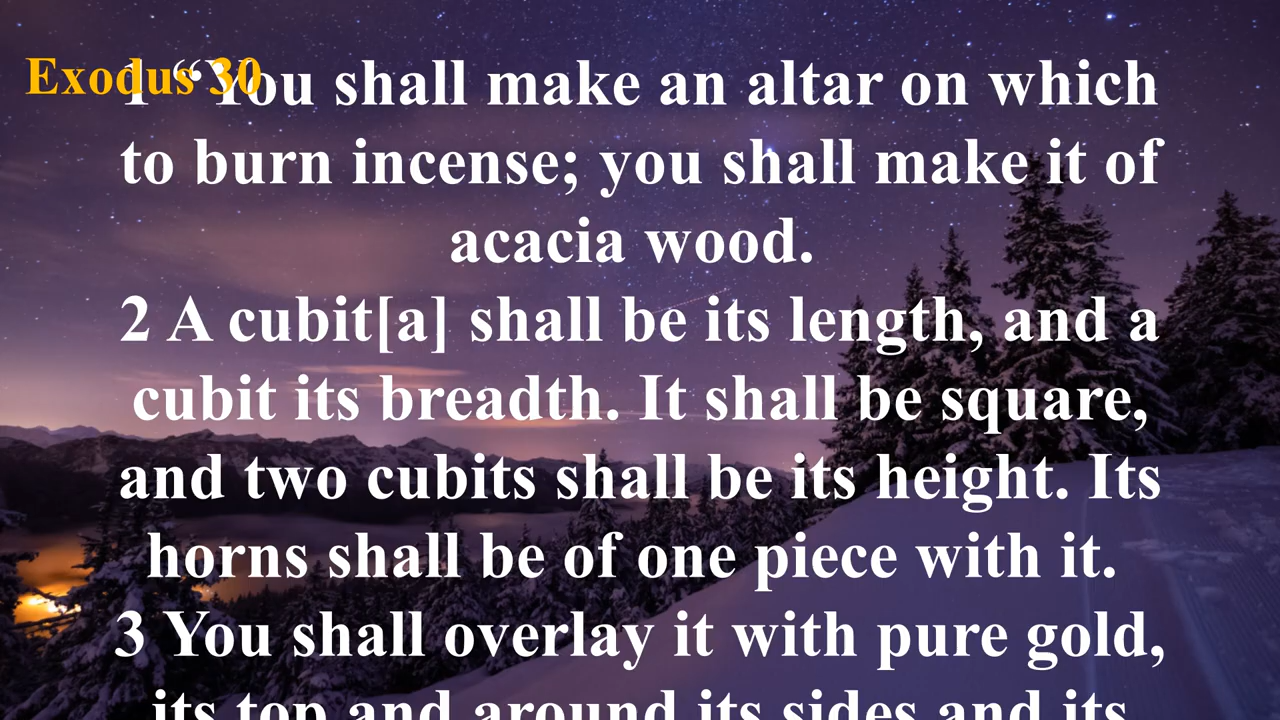 Exodus 30
1 “You shall make an altar on which
to burn incense; you shall make it of
acacia wood.
2 A cubit[a] shall be its length, and a
cubit its breadth. It shall be square,
and two cubits shall be its height. Its
horns shall be of one piece with it.
3 You shall overlay it with pure gold,
its top and around its sides and its